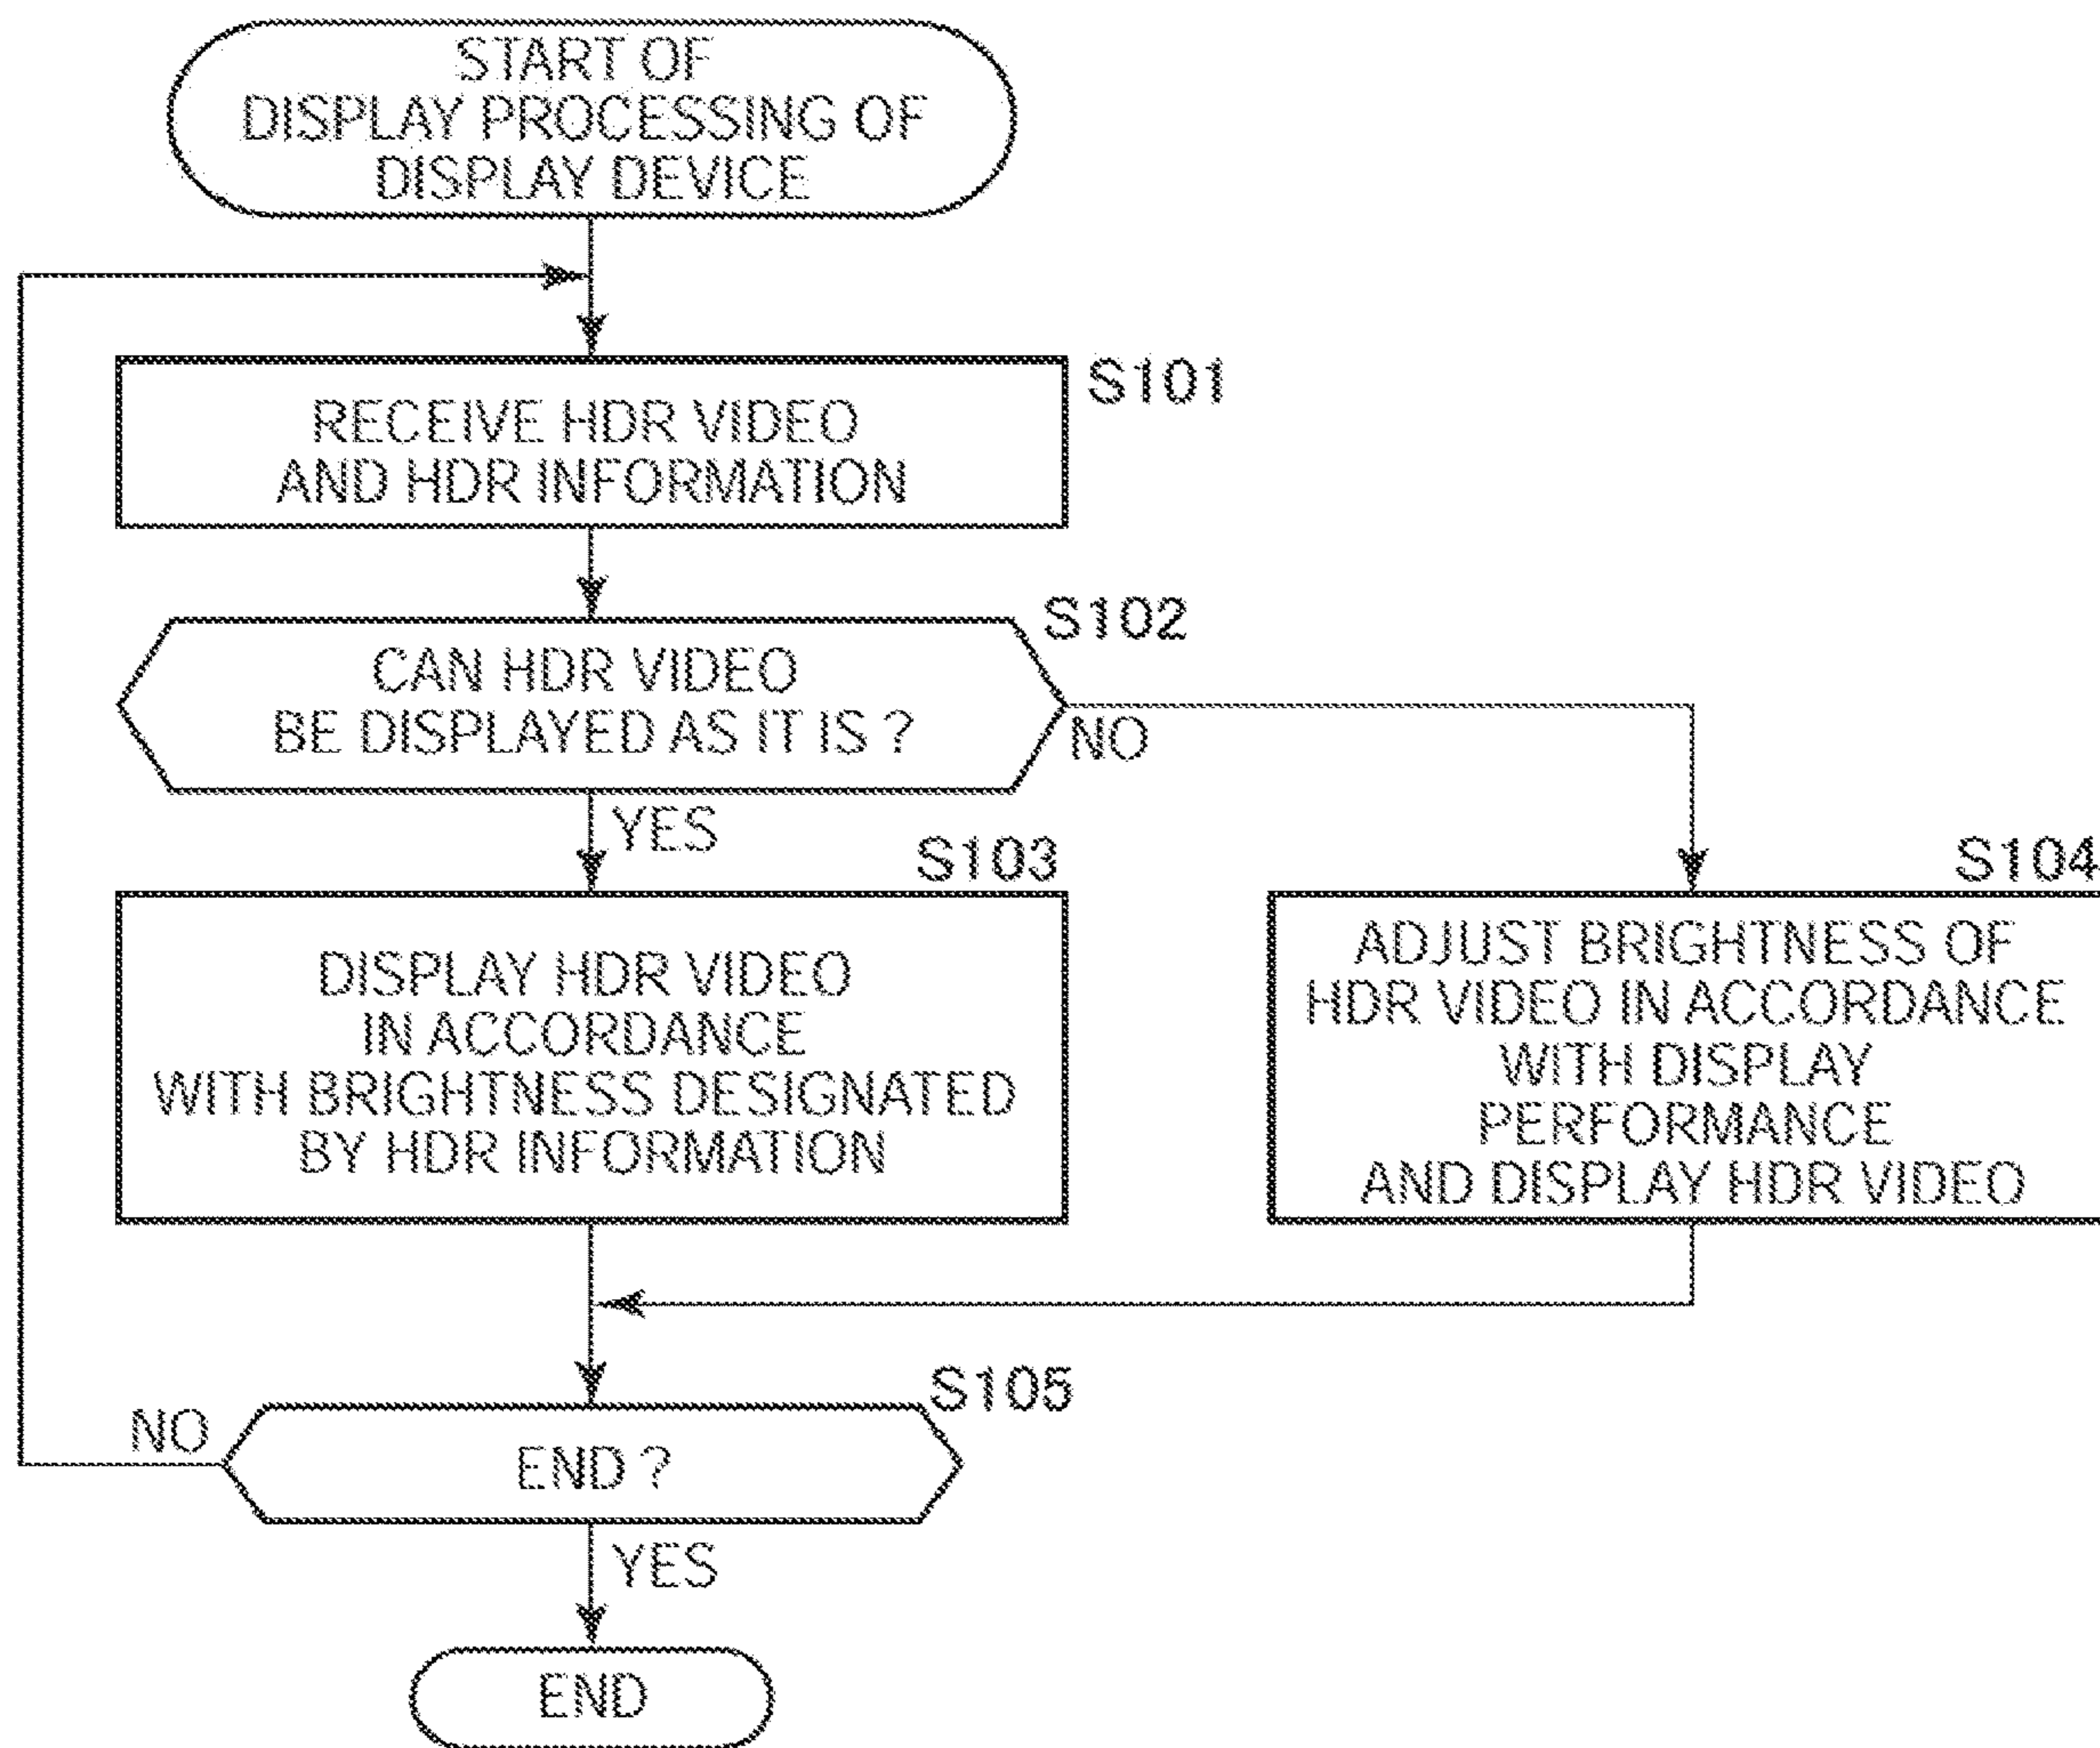 START OF
DISPLAY PROCESSING OF
DISPLAY DEVICE
S101
RECEIVE HDR VIDEO
AND HDR INFORMATION
S102
CAN HDR VIDEO
BE DISPLAYED AS IT IS ?
NO
YES
S103
DISPLAY HDR VIDEO
IN ACCORDANCE
WITH BRIGHTNESS DESIGNATED
BY HDR INFORMATION
S104
ADJUST BRIGHTNESS OF
HDR VIDEO IN ACCORDANCE
WITH DISPLAY
PERFORMANCE
AND DISPLAY HDR VIDEO
S105
NO
END ?
YES
END